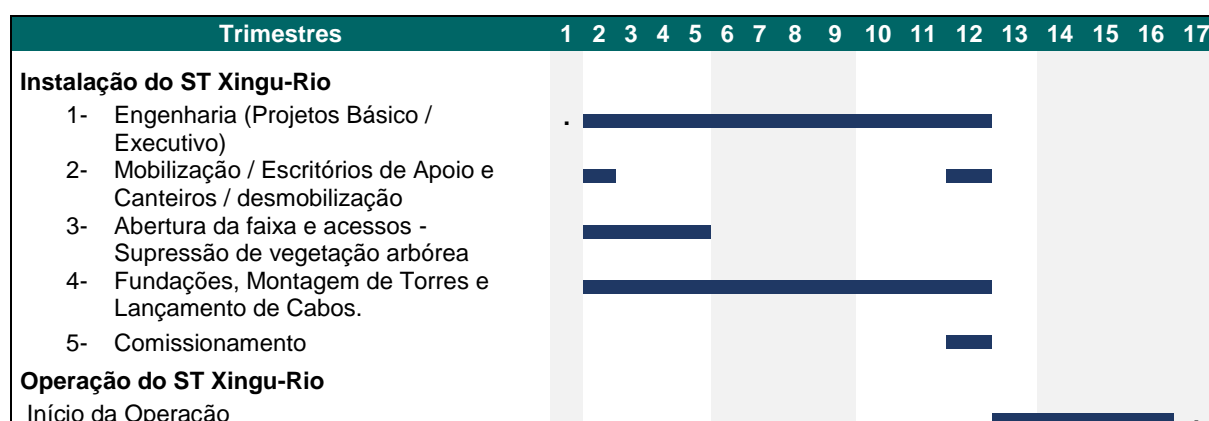 Trimestres 1 2 3 4 5 6 7 8 9 10 11 12 13 14 15 16 17
Instalação do ST Xingu-Rio
1- Engenharia (Projetos Básico / .
Executivo)
2- Mobilização / Escritórios de Apoio e
Canteiros / desmobilização
3- Abertura da faixa e acessos -
Supressão de vegetação arbórea
4- Fundações, Montagem de Torres e
Lançamento de Cabos.
5- Comissionamento
Operação do ST Xingu-Rio
Início da Operação